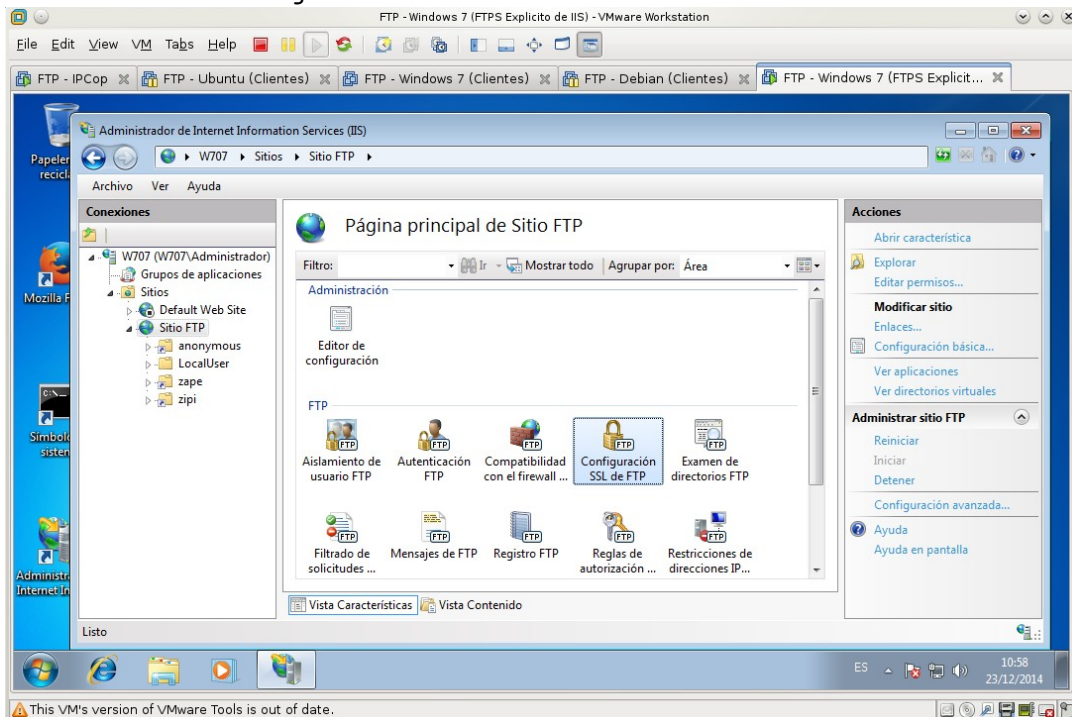 FTP - Windows 7 (FTPS Explicito de IIS) - VMware Workstation
File Edit View VM Tabs Help
FTP - IPCop
FTP - Ubuntu (Clientes)
FTP - Windows 7 (Clientes)
FTP - Debian (Clientes)
FTP - Windows 7 (FTPS Explicit...
Administrador de Internet Information Services (IIS)
W707 Sitios Sitio FTP
Archivo Ver Ayuda
Conexiones
W707 (W707\Administrador)
Grupos de aplicaciones
Sitios
Default Web Site
Sitio FTP
anonymous
LocalUser
zape
zipi
Página principal de Sitio FTP
Filtro: Ir Mostrar todo Agrupar por: Área
Administración
Editor de
configuración
FTP
Aislamiento de
usuario FTP
Autenticación
FTP
Compatibilidad
con el firewall ...
Configuración
SSL de FTP
Examen de
directorios FTP
Filtrado de
solicitudes ...
Mensajes de FTP
Registro FTP
Reglas de
autorización ...
Restricciones de
direcciones IP...
Vista Características Vista Contenido
Acciones
Abrir característica
Explorar
Editar permisos...
Modificar sitio
Enlaces...
Configuración básica...
Ver aplicaciones
Ver directorios virtuales
Administrar sitio FTP
Reiniciar
Iniciar
Detener
Configuración avanzada...
Ayuda
Ayuda en pantalla
Listo
Papeler
recicl
Mozilla F
Símbolo
sisten
Administr
Internet In
ES
10:58
23/12/2014
This VM's version of VMware Tools is out of date.